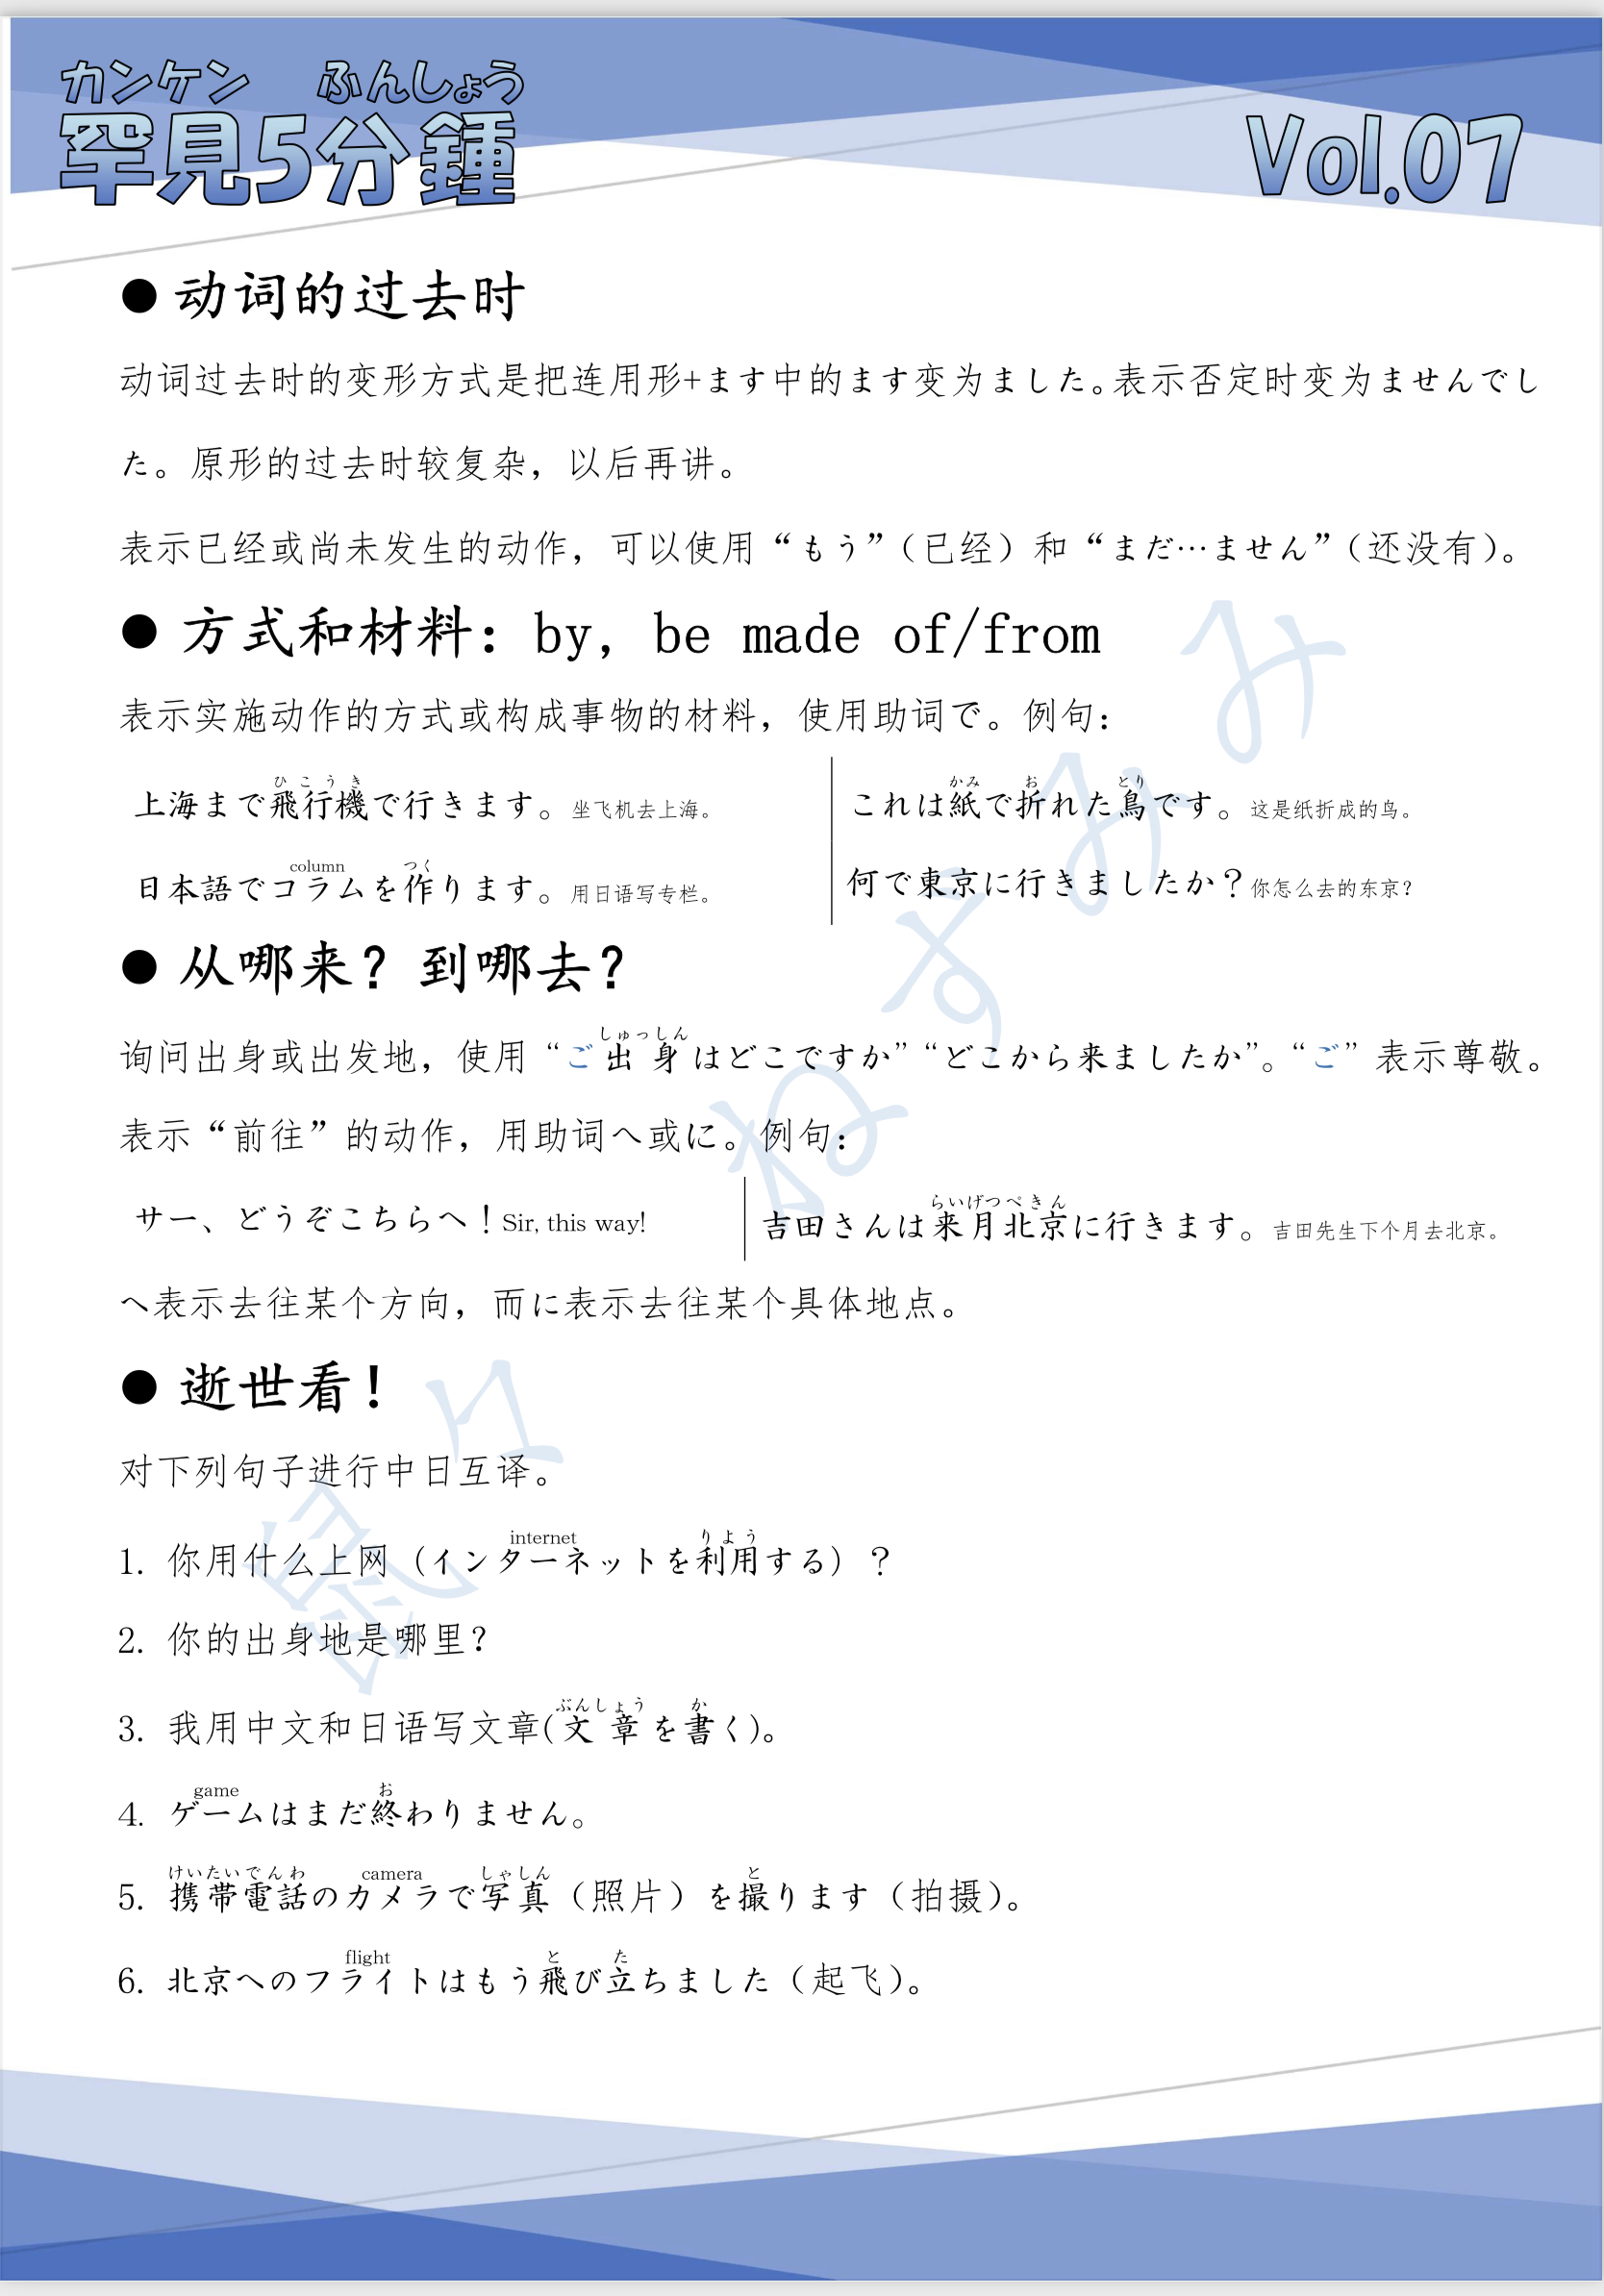 カンケン ふんしょう
罕見5分鍾
Vol.07
● 动词的过去时
动词过去时的变形方式是把连用形+ます中的ます变为ました。表示否定时变为ませんでし
た。原形的过去时较复杂，以后再讲。
表示已经或尚未发生的动作，可以使用“もう”（已经）和“まだ…ません”（还没有）。
● 方式和材料：by, be made of/from
表示实施动作的方式或构成事物的材料，使用助词で。例句：
ひこうき
上海まで飛行機で行きます。坐飞机去上海。
かみ お とり
これは紙で折れた鳥です。这是纸折成的鸟。
column つく
日本語でコラムを作ります。用日语写专栏。
何で東京に行きましたか？你怎么去的东京？
● 从哪来？到哪去？
しゅっしん
询问出身或出发地，使用“ご出身はどこですか”“どこから来ましたか”。“ご”表示尊敬。
表示“前往”的动作，用助词へ或に。例句：
サー、どうぞこちらへ！Sir, this way!
らいげつぺきん
吉田さんは来月北京に行きます。吉田先生下个月去北京。
へ表示去往某个方向，而に表示去往某个具体地点。
● 逝世看！
对下列句子进行中日互译。
internet りよう
1. 你用什么上网（インターネットを利用する）？
2. 你的出身地是哪里？
ぶんしょう か
3. 我用中文和日语写文章(文章を書く)。
game お
4. ゲームはまだ終わりません。
けいたいでんわ camera しゃしん と
5. 携帯電話のカメラで写真（照片）を撮ります（拍摄）。
flight と た
6. 北京へのフライトはもう飛び立ちました（起飞）。
鼠々 ねずみみ